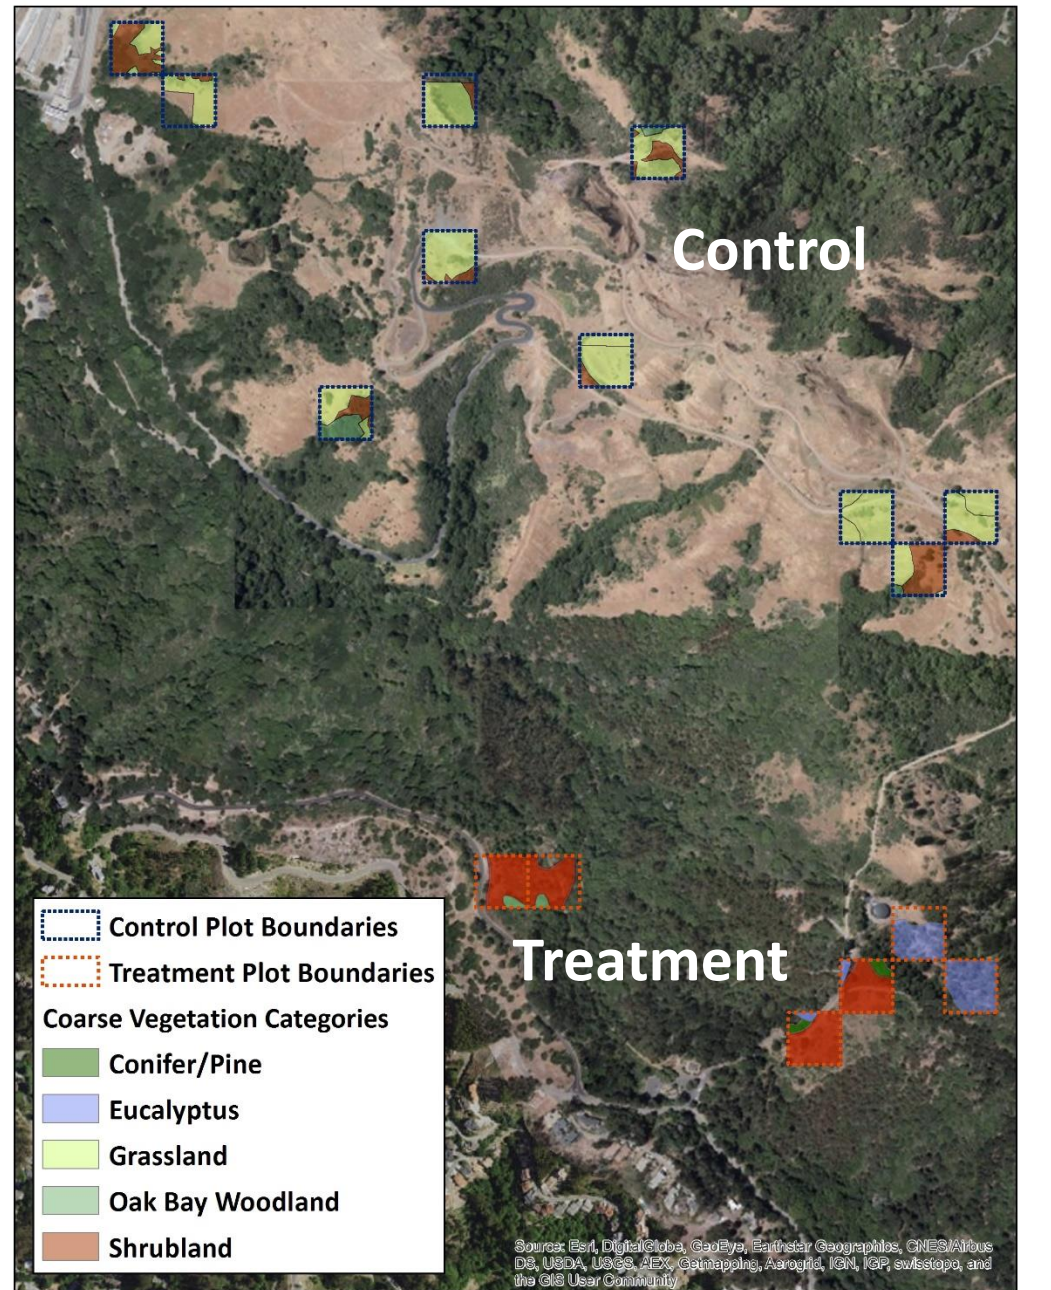 Control
Treatment
Control Plot Boundaries
Treatment Plot Boundaries
Coarse Vegetation Categories
Conifer/Pine
Eucalyptus
Grassland
Oak Bay Woodland
Shrubland
Source: Esri, DigitalGlobe, GeoEye, Earthstar Geographics, CNES/Airbus
DS, USDA, USGS, AEX, Getmapping, Aerogrid, IGN, IGP, swisstopo, and
the GIS User Community